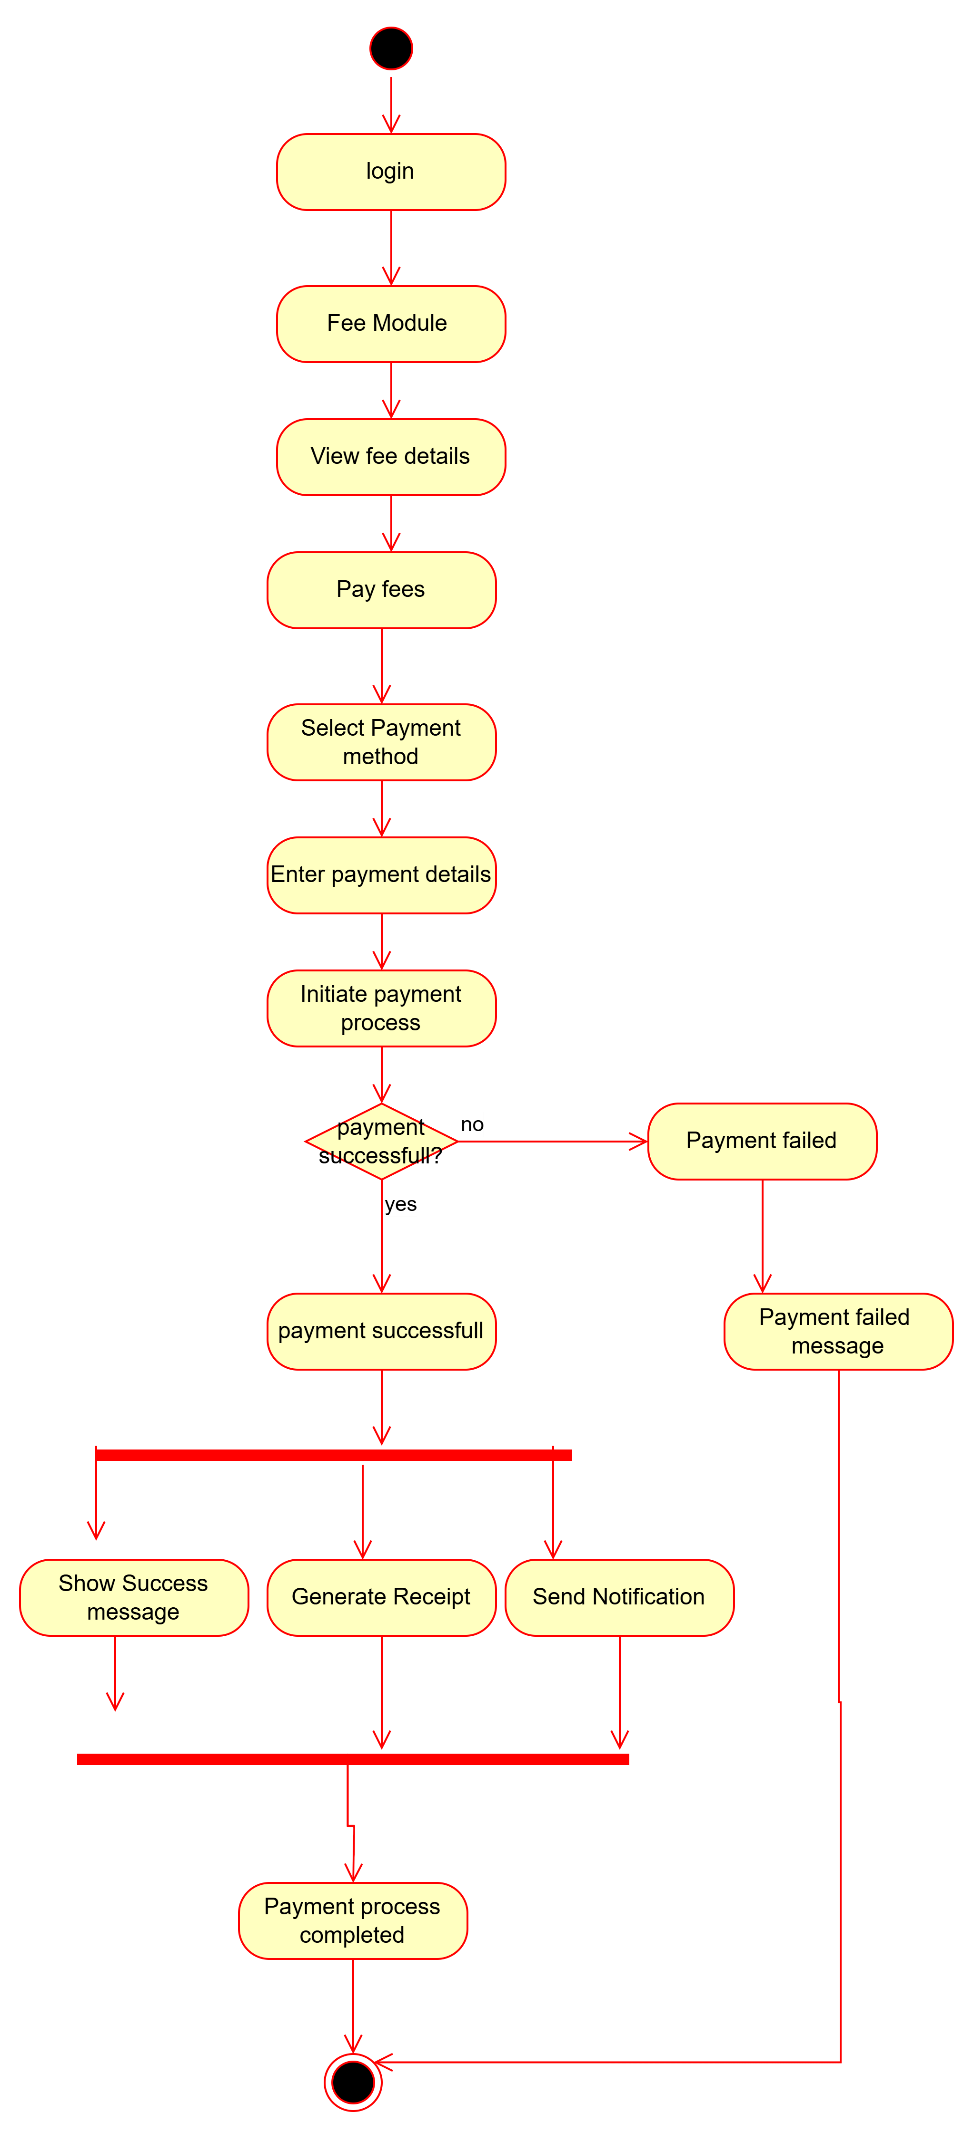 login
Fee Module
View fee details
Pay fees
Select Payment
method
Enter payment details
Initiate payment
process
payment
successfull?
no
Payment failed
yes
payment successfull
Payment failed
message
Show Success
message
Generate Receipt
Send Notification
Payment process
completed